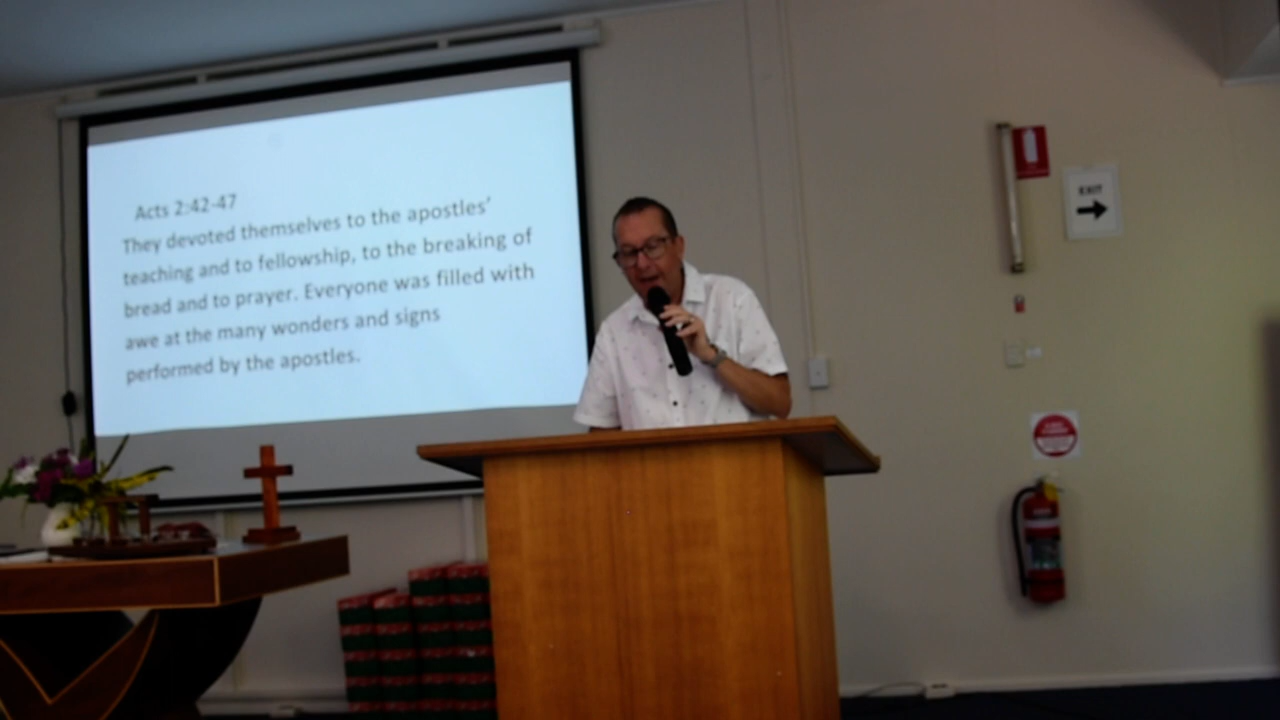 Acts 2:42-47
They devoted themselves to the apostles’
teaching and to fellowship, to the breaking of
bread and to prayer. Everyone was filled with
awe at the many wonders and signs
performed by the apostles.
EXIT